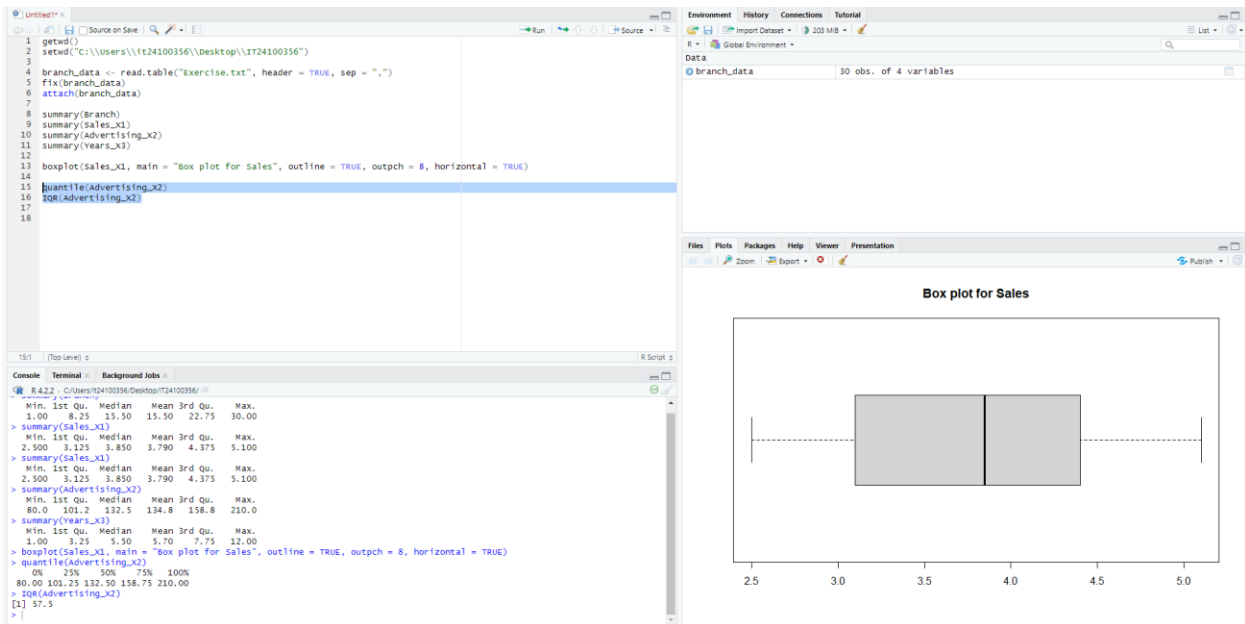 Untitled1* ×
Source on Save
Run
Source
1 getwd()
2 setwd("C:\\Users\\it24100356\\Desktop\\IT24100356")
3
4 branch_data <- read.table("Exercise.txt", header = TRUE, sep = ",")
5 fix(branch_data)
6 attach(branch_data)
7
8 summary(Branch)
9 summary(Sales_X1)
10 summary(Advertising_X2)
11 summary(Years_X3)
12
13 boxplot(Sales_X1, main = "Box plot for Sales", outline = TRUE, outpch = 8, horizontal = TRUE)
14
15 quantile(Advertising_X2)
16 IQR(Advertising_X2)
17
18
15:1 (Top Level) R Script
Console Terminal × Background Jobs ×
R 4.2.2 · C:/Users/it24100356/Desktop/IT24100356/
> summary(Branch)
Min. 1st Qu. Median Mean 3rd Qu. Max.
1.00 8.25 15.50 15.50 22.75 30.00
> summary(Sales_X1)
Min. 1st Qu. Median Mean 3rd Qu. Max.
2.500 3.125 3.850 3.790 4.375 5.100
> summary(Sales_X1)
Min. 1st Qu. Median Mean 3rd Qu. Max.
2.500 3.125 3.850 3.790 4.375 5.100
> summary(Advertising_X2)
Min. 1st Qu. Median Mean 3rd Qu. Max.
80.0 101.2 132.5 134.8 158.8 210.0
> summary(Years_X3)
Min. 1st Qu. Median Mean 3rd Qu. Max.
1.00 3.25 5.50 5.70 7.75 12.00
> boxplot(Sales_X1, main = "Box plot for Sales", outline = TRUE, outpch = 8, horizontal = TRUE)
> quantile(Advertising_X2)
0% 25% 50% 75% 100%
80.00 101.25 132.50 158.75 210.00
> IQR(Advertising_X2)
[1] 57.5
>
Environment History Connections Tutorial
Import Dataset 203 MiB List
R Global Environment
Data
branch_data 30 obs. of 4 variables
Files Plots Packages Help Viewer Presentation
Zoom Export Publish
Box plot for Sales
2.5 3.0 3.5 4.0 4.5 5.0